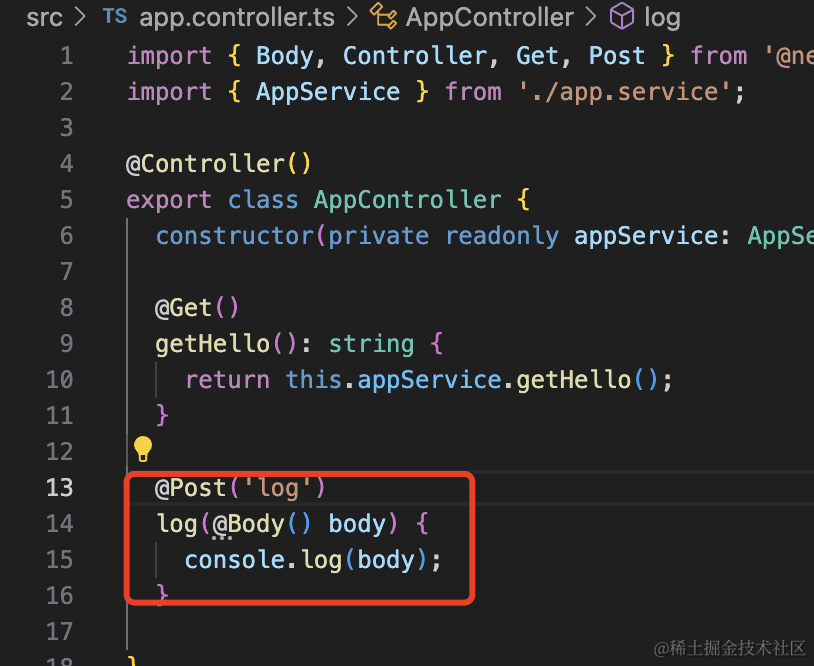 src > TS app.controller.ts > AppController > log
1 import { Body, Controller, Get, Post } from '@ne
2 import { AppService } from './app.service';
3
4 @Controller()
5 export class AppController {
6 constructor(private readonly appService: AppSe
7
8 @Get()
9 getHello(): string {
10 return this.appService.getHello();
11 }
12
13 @Post('log')
14 log(@Body() body) {
15 console.log(body);
16 }
17
18 }
@稀土掘金技术社区